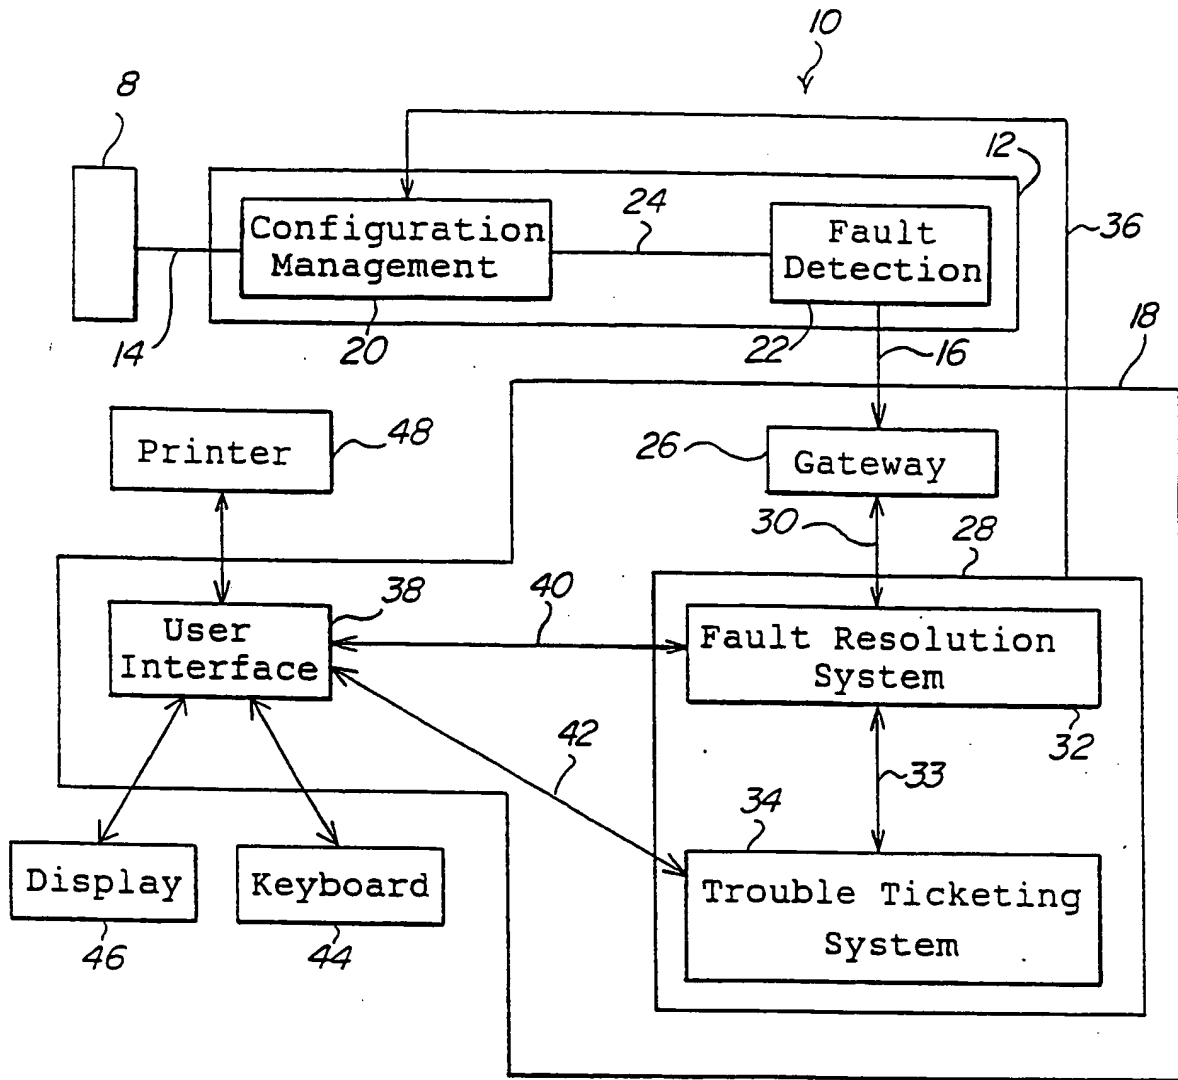 10
8
12
Configuration
Management
24
Fault
Detection
36
14
20
22
16
18
Printer
48
26
Gateway
30
28
User
Interface
38
40
Fault Resolution
System
32
42
33
34
Display
Keyboard
Trouble Ticketing
System
46
44